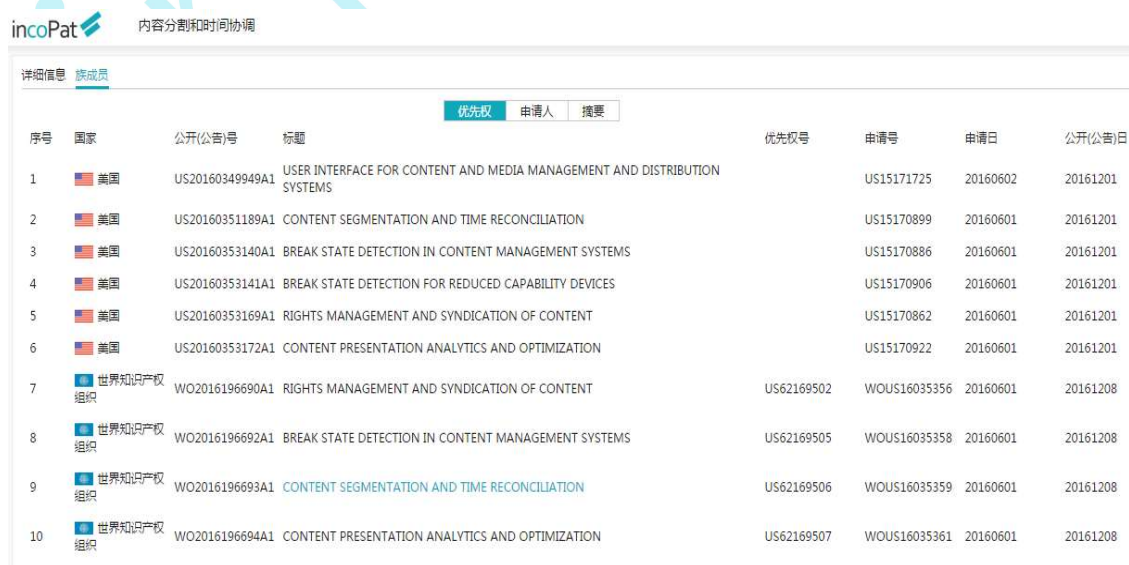 incoPat 内容分割和时间协调
详细信息 族成员
优先权 申请人 摘要
序号 国家 公开(公告)号 标题 优先权号 申请号 申请日 公开(公告)日
1 美国 US20160349949A1 USER INTERFACE FOR CONTENT AND MEDIA MANAGEMENT AND DISTRIBUTION SYSTEMS US15171725 20160602 20161201
2 美国 US20160351189A1 CONTENT SEGMENTATION AND TIME RECONCILIATION US15170899 20160601 20161201
3 美国 US20160353140A1 BREAK STATE DETECTION IN CONTENT MANAGEMENT SYSTEMS US15170886 20160601 20161201
4 美国 US20160353141A1 BREAK STATE DETECTION FOR REDUCED CAPABILITY DEVICES US15170906 20160601 20161201
5 美国 US20160353169A1 RIGHTS MANAGEMENT AND SYNDICATION OF CONTENT US15170862 20160601 20161201
6 美国 US20160353172A1 CONTENT PRESENTATION ANALYTICS AND OPTIMIZATION US15170922 20160601 20161201
7 世界知识产权组织 WO2016196690A1 RIGHTS MANAGEMENT AND SYNDICATION OF CONTENT US62169502 WOUS16035356 20160601 20161208
8 世界知识产权组织 WO2016196692A1 BREAK STATE DETECTION IN CONTENT MANAGEMENT SYSTEMS US62169505 WOUS16035358 20160601 20161208
9 世界知识产权组织 WO2016196693A1 CONTENT SEGMENTATION AND TIME RECONCILIATION US62169506 WOUS16035359 20160601 20161208
10 世界知识产权组织 WO2016196694A1 CONTENT PRESENTATION ANALYTICS AND OPTIMIZATION US62169507 WOUS16035361 20160601 20161208